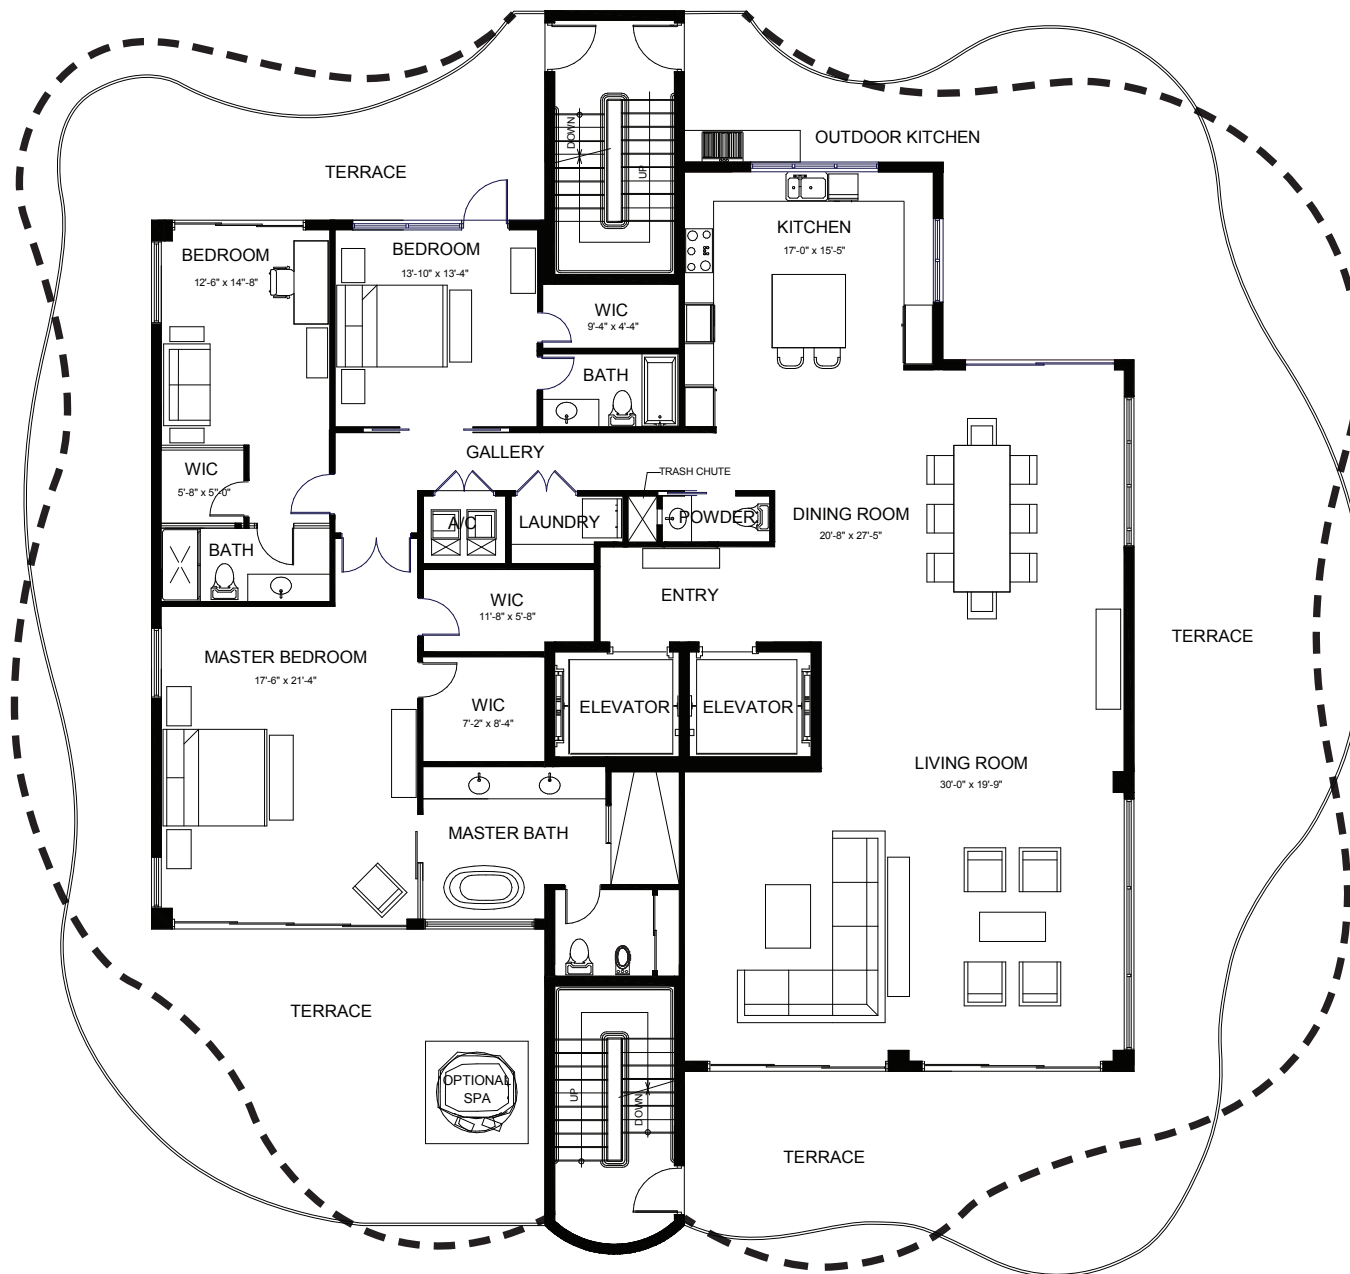 DOWN
UP
OUTDOOR KITCHEN
TERRACE
KITCHEN
17'-0" x 15'-5"
BEDROOM
12'-6" x 14"-8"
BEDROOM
13'-10" x 13'-4"
WIC
9'-4" x 4'-4"
BATH
GALLERY
WIC
5'-8" x 5"-0"
TRASH CHUTE
A/C
LAUNDRY
POWDER
DINING ROOM
20'-8" x 27'-5"
BATH
WIC
11'-8" x 5'-8"
ENTRY
TERRACE
MASTER BEDROOM
17'-6" x 21'-4"
WIC
7'-2" x 8'-4"
ELEVATOR
ELEVATOR
LIVING ROOM
30'-0" x 19'-9"
MASTER BATH
TERRACE
OPTIONAL
SPA
UP
DOWN
TERRACE